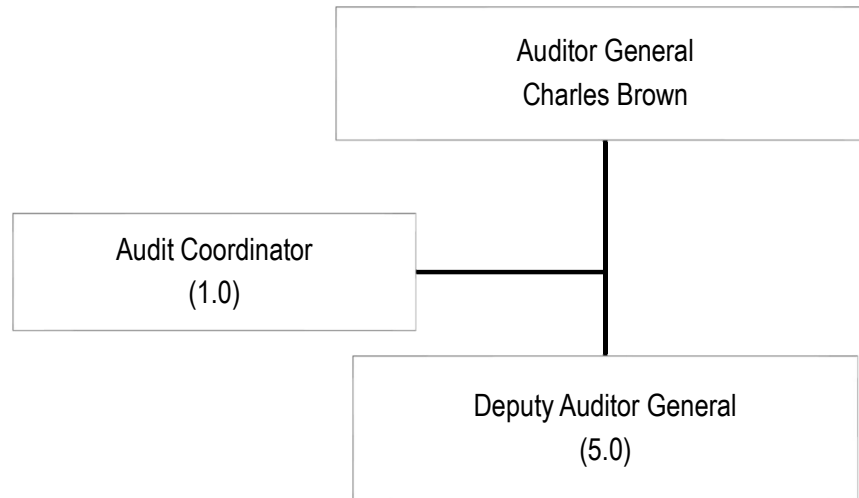 Auditor General
Charles Brown
Audit Coordinator
(1.0)
Deputy Auditor General
(5.0)